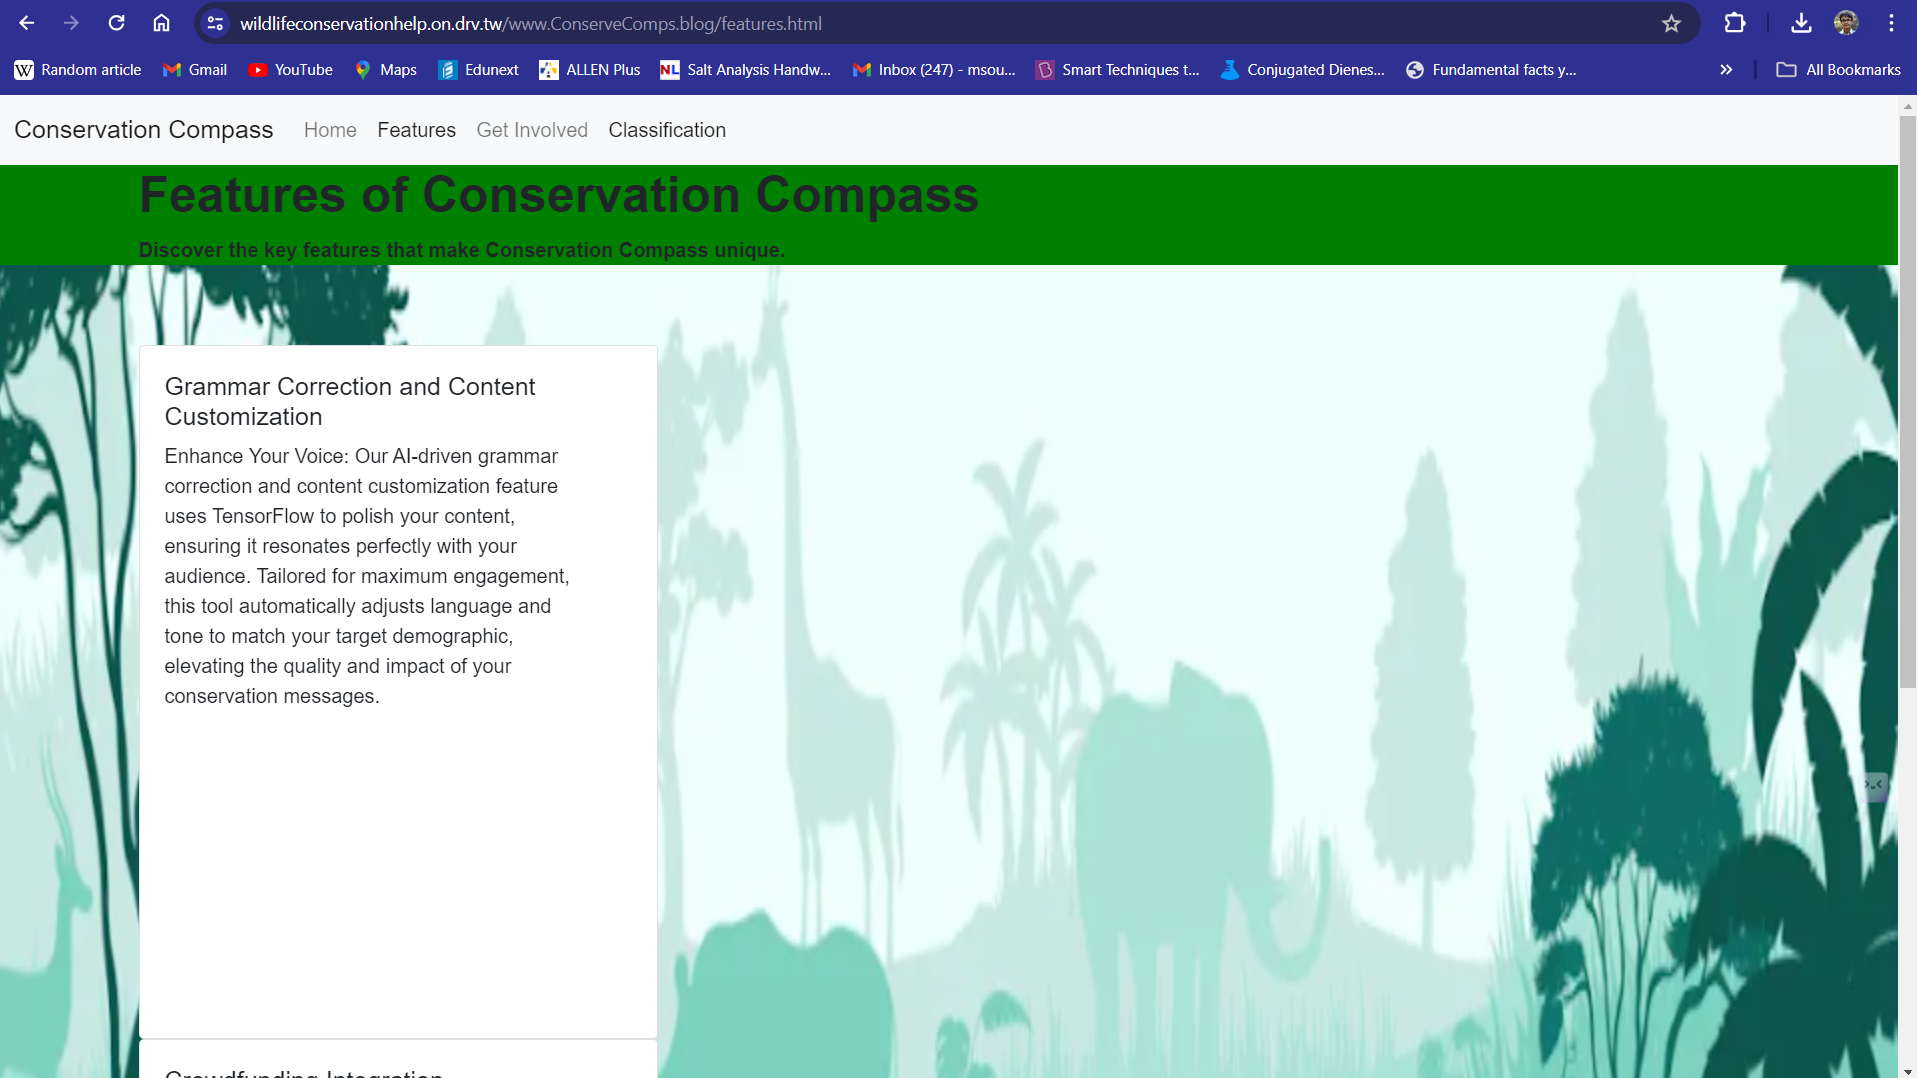 wildlifeconservationhelp.on.drv.tw/www.ConserveComps.blog/features.html
W Random article Gmail YouTube Maps Edunext ALLEN Plus NL Salt Analysis Handw... Inbox (247) - msou... Smart Techniques t... Conjugated Dienes... Fundamental facts y... » All Bookmarks
Conservation Compass Home Features Get Involved Classification
Features of Conservation Compass
Discover the key features that make Conservation Compass unique.
Grammar Correction and Content
Customization
Enhance Your Voice: Our AI-driven grammar
correction and content customization feature
uses TensorFlow to polish your content,
ensuring it resonates perfectly with your
audience. Tailored for maximum engagement,
this tool automatically adjusts language and
tone to match your target demographic,
elevating the quality and impact of your
conservation messages.
Crowdfunding Integration